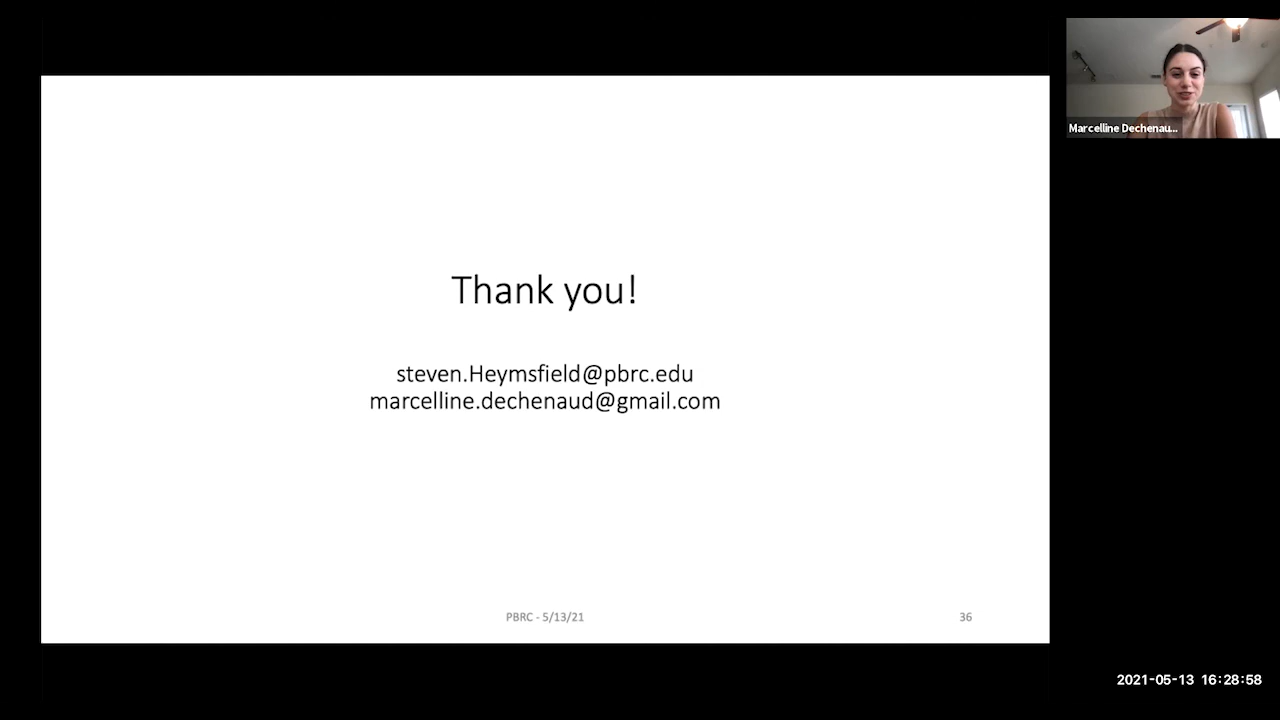 Marcelline Dechenau...
Thank you!
steven.Heymsfield@pbrc.edu
marcelline.dechenaud@gmail.com
PBRC - 5/13/21
36
2021-05-13 16:28:58